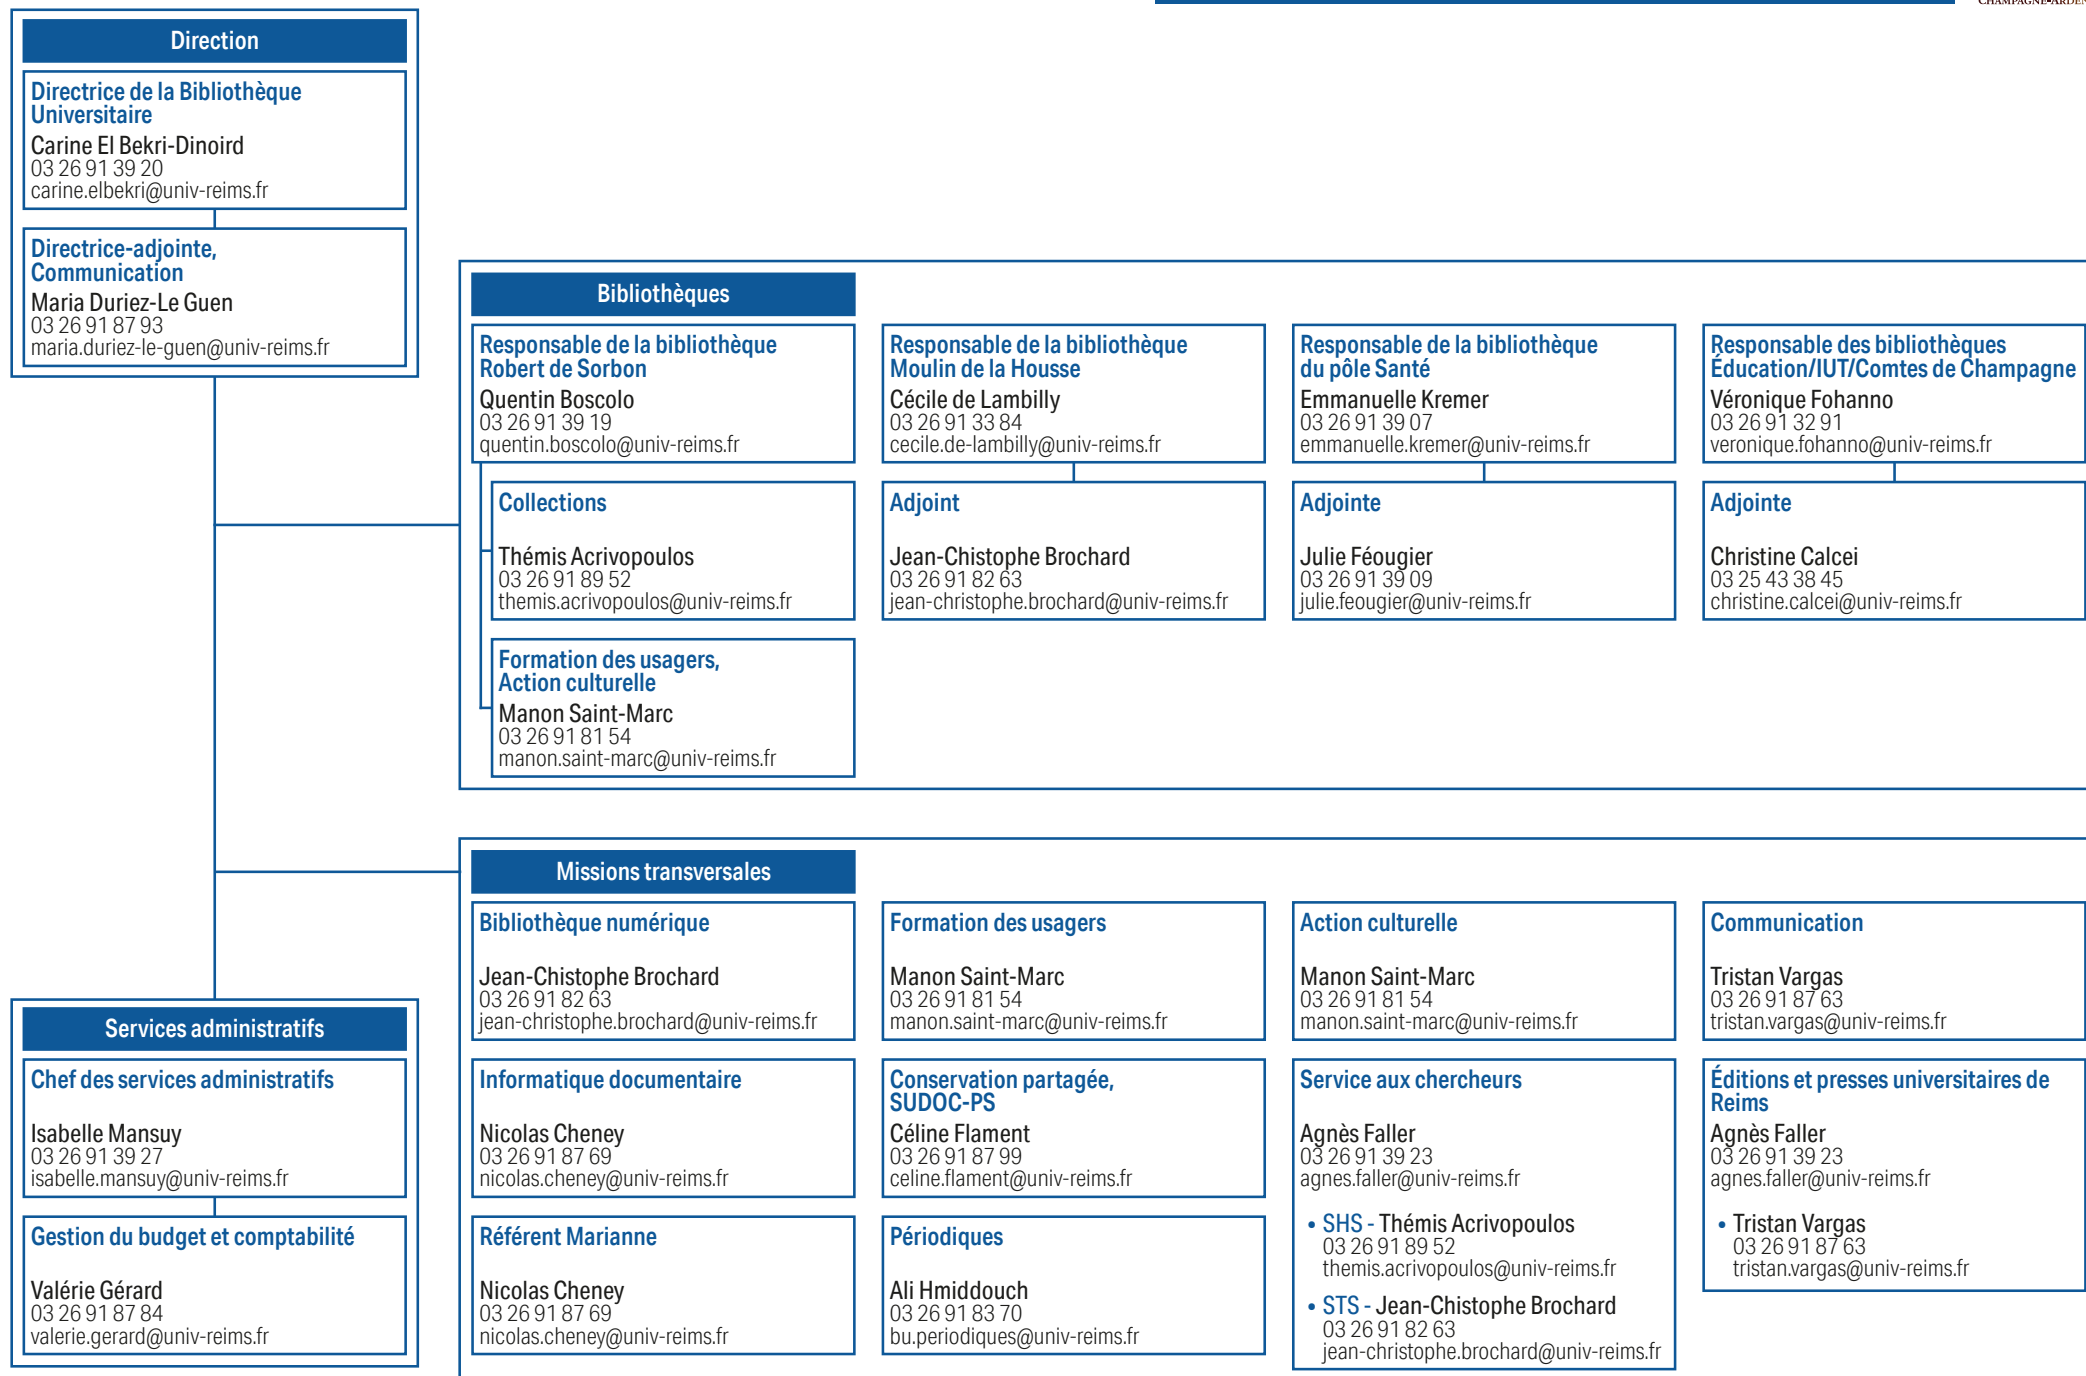 CHAMPAGNE-ARDEN
Direction
Directrice de la Bibliothèque
Universitaire
Carine El Bekri-Dinoird
03 26 91 39 20
carine.elbekri@univ-reims.fr
Directrice-adjointe,
Communication
Maria Duriez-Le Guen
03 26 91 87 93
maria.duriez-le-guen@univ-reims.fr
Bibliothèques
Responsable de la bibliothèque
Robert de Sorbon
Quentin Boscolo
03 26 91 39 19
quentin.boscolo@univ-reims.fr
Collections
Thémis Acrivopoulos
03 26 91 89 52
themis.acrivopoulos@univ-reims.fr
Formation des usagers,
Action culturelle
Manon Saint-Marc
03 26 91 81 54
manon.saint-marc@univ-reims.fr
Responsable de la bibliothèque
Moulin de la Housse
Cécile de Lambilly
03 26 91 33 84
cecile.de-lambilly@univ-reims.fr
Adjoint
Jean-Chistophe Brochard
03 26 91 82 63
jean-christophe.brochard@univ-reims.fr
Responsable de la bibliothèque
du pôle Santé
Emmanuelle Kremer
03 26 91 39 07
emmanuelle.kremer@univ-reims.fr
Adjointe
Julie Féougier
03 26 91 39 09
julie.feougier@univ-reims.fr
Responsable des bibliothèques
Éducation/IUT/Comtes de Champagne
Véronique Fohanno
03 26 91 32 91
veronique.fohanno@univ-reims.fr
Adjointe
Christine Calcei
03 25 43 38 45
christine.calcei@univ-reims.fr
Missions transversales
Bibliothèque numérique
Jean-Chistophe Brochard
03 26 91 82 63
jean-christophe.brochard@univ-reims.fr
Formation des usagers
Manon Saint-Marc
03 26 91 81 54
manon.saint-marc@univ-reims.fr
Action culturelle
Manon Saint-Marc
03 26 91 81 54
manon.saint-marc@univ-reims.fr
Communication
Tristan Vargas
03 26 91 87 63
tristan.vargas@univ-reims.fr
Informatique documentaire
Nicolas Cheney
03 26 91 87 69
nicolas.cheney@univ-reims.fr
Conservation partagée,
SUDOC-PS
Céline Flament
03 26 91 87 99
celine.flament@univ-reims.fr
Service aux chercheurs
Agnès Faller
03 26 91 39 23
agnes.faller@univ-reims.fr
• SHS - Thémis Acrivopoulos
03 26 91 89 52
themis.acrivopoulos@univ-reims.fr
• STS - Jean-Chistophe Brochard
03 26 91 82 63
jean-christophe.brochard@univ-reims.fr
Éditions et presses universitaires de
Reims
Agnès Faller
03 26 91 39 23
agnes.faller@univ-reims.fr
• Tristan Vargas
03 26 91 87 63
tristan.vargas@univ-reims.fr
Référent Marianne
Nicolas Cheney
03 26 91 87 69
nicolas.cheney@univ-reims.fr
Périodiques
Ali Hmiddouch
03 26 91 83 70
bu.periodiques@univ-reims.fr
Services administratifs
Chef des services administratifs
Isabelle Mansuy
03 26 91 39 27
isabelle.mansuy@univ-reims.fr
Gestion du budget et comptabilité
Valérie Gérard
03 26 91 87 84
valerie.gerard@univ-reims.fr